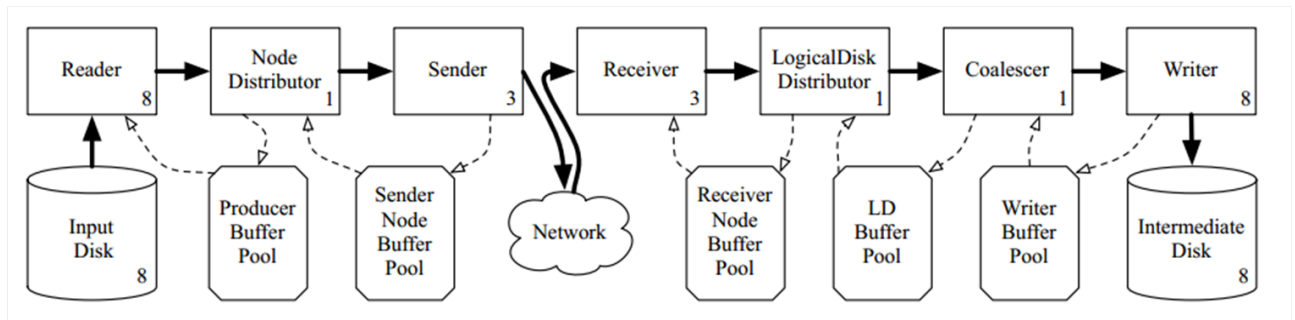 Reader
8
Node
Distributor
1
Sender
3
Receiver
3
LogicalDisk
Distributor
1
Coalescer
1
Writer
8
Input
Disk
8
Producer
Buffer
Pool
Sender
Node
Buffer
Pool
Network
Receiver
Node
Buffer
Pool
LD
Buffer
Pool
Writer
Buffer
Pool
Intermediate
Disk
8